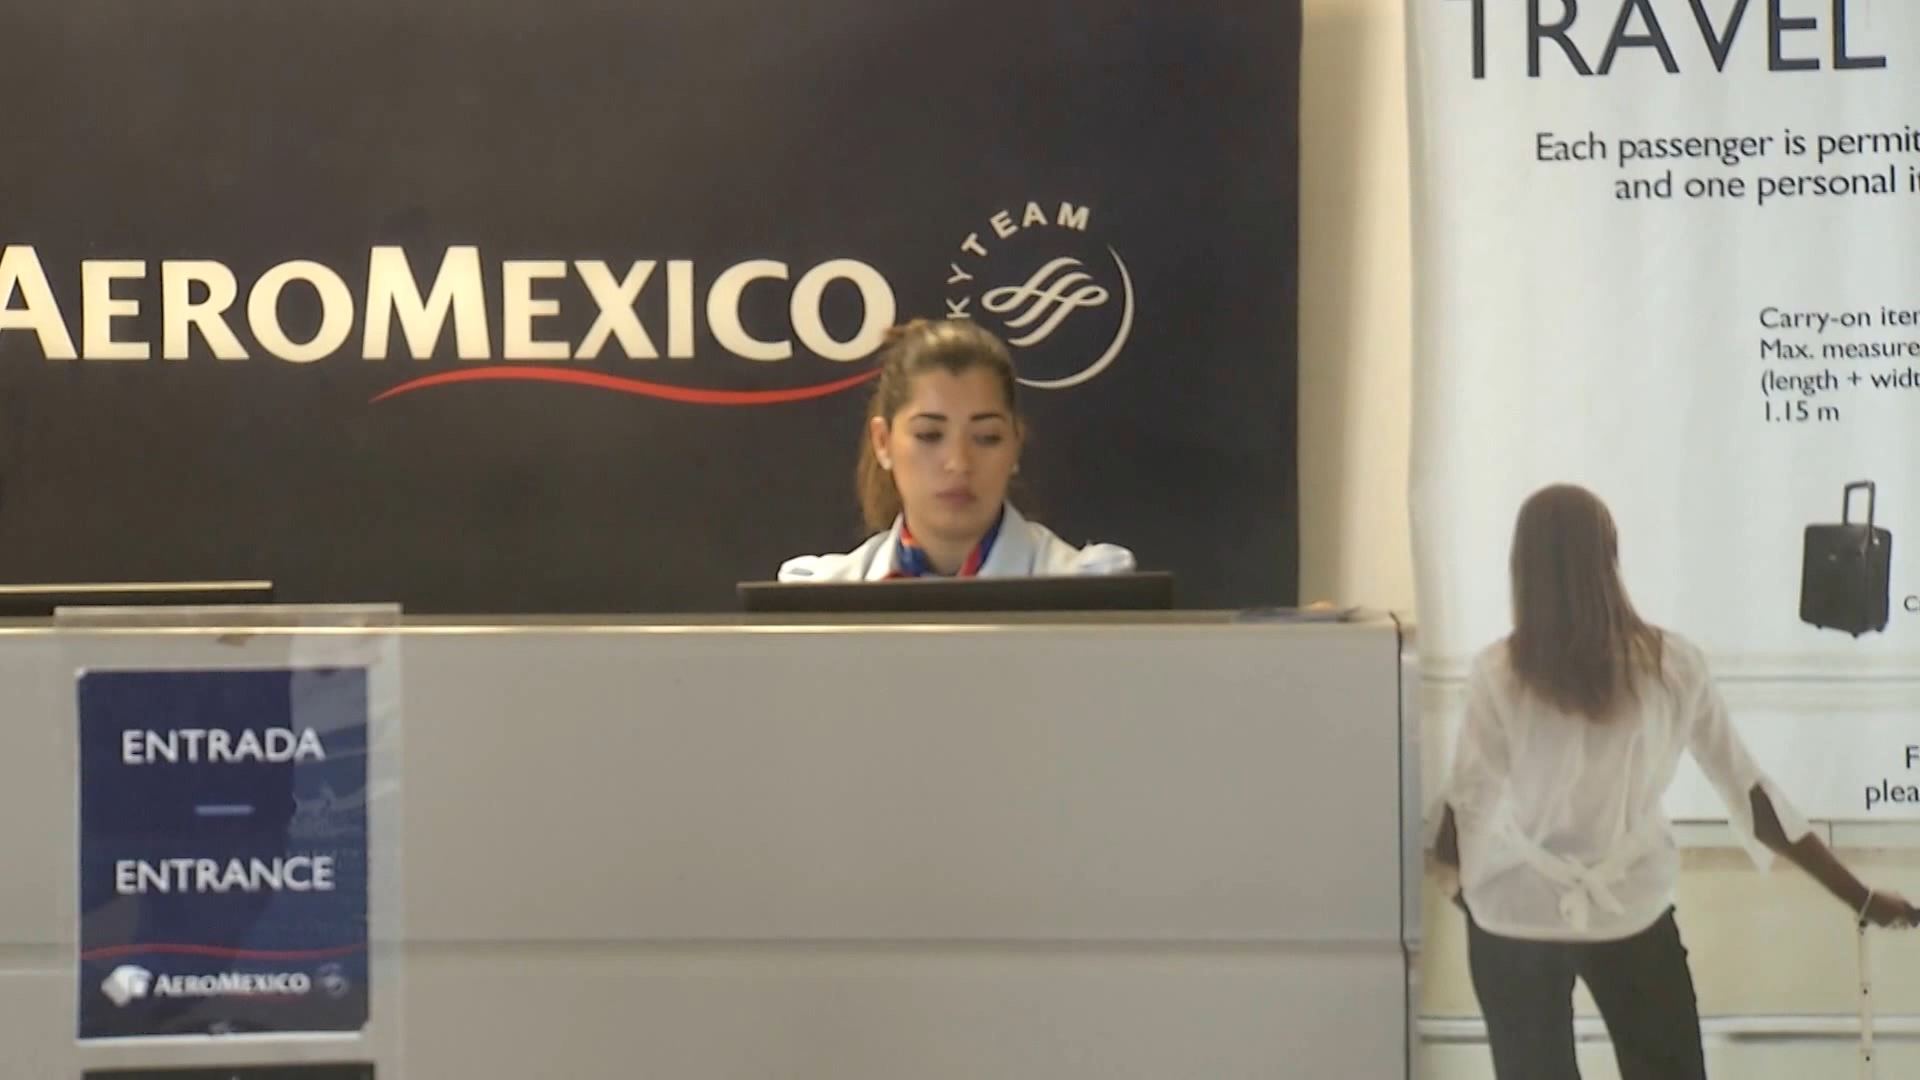 AEROMEXICO
KYTEAM
ENTRADA
ENTRANCE
AEROMEXICO
TRAVEL
Each passenger is permit
and one personal it
Carry-on iter
Max. measure
(length + widt
1.15 m
C
F
plea